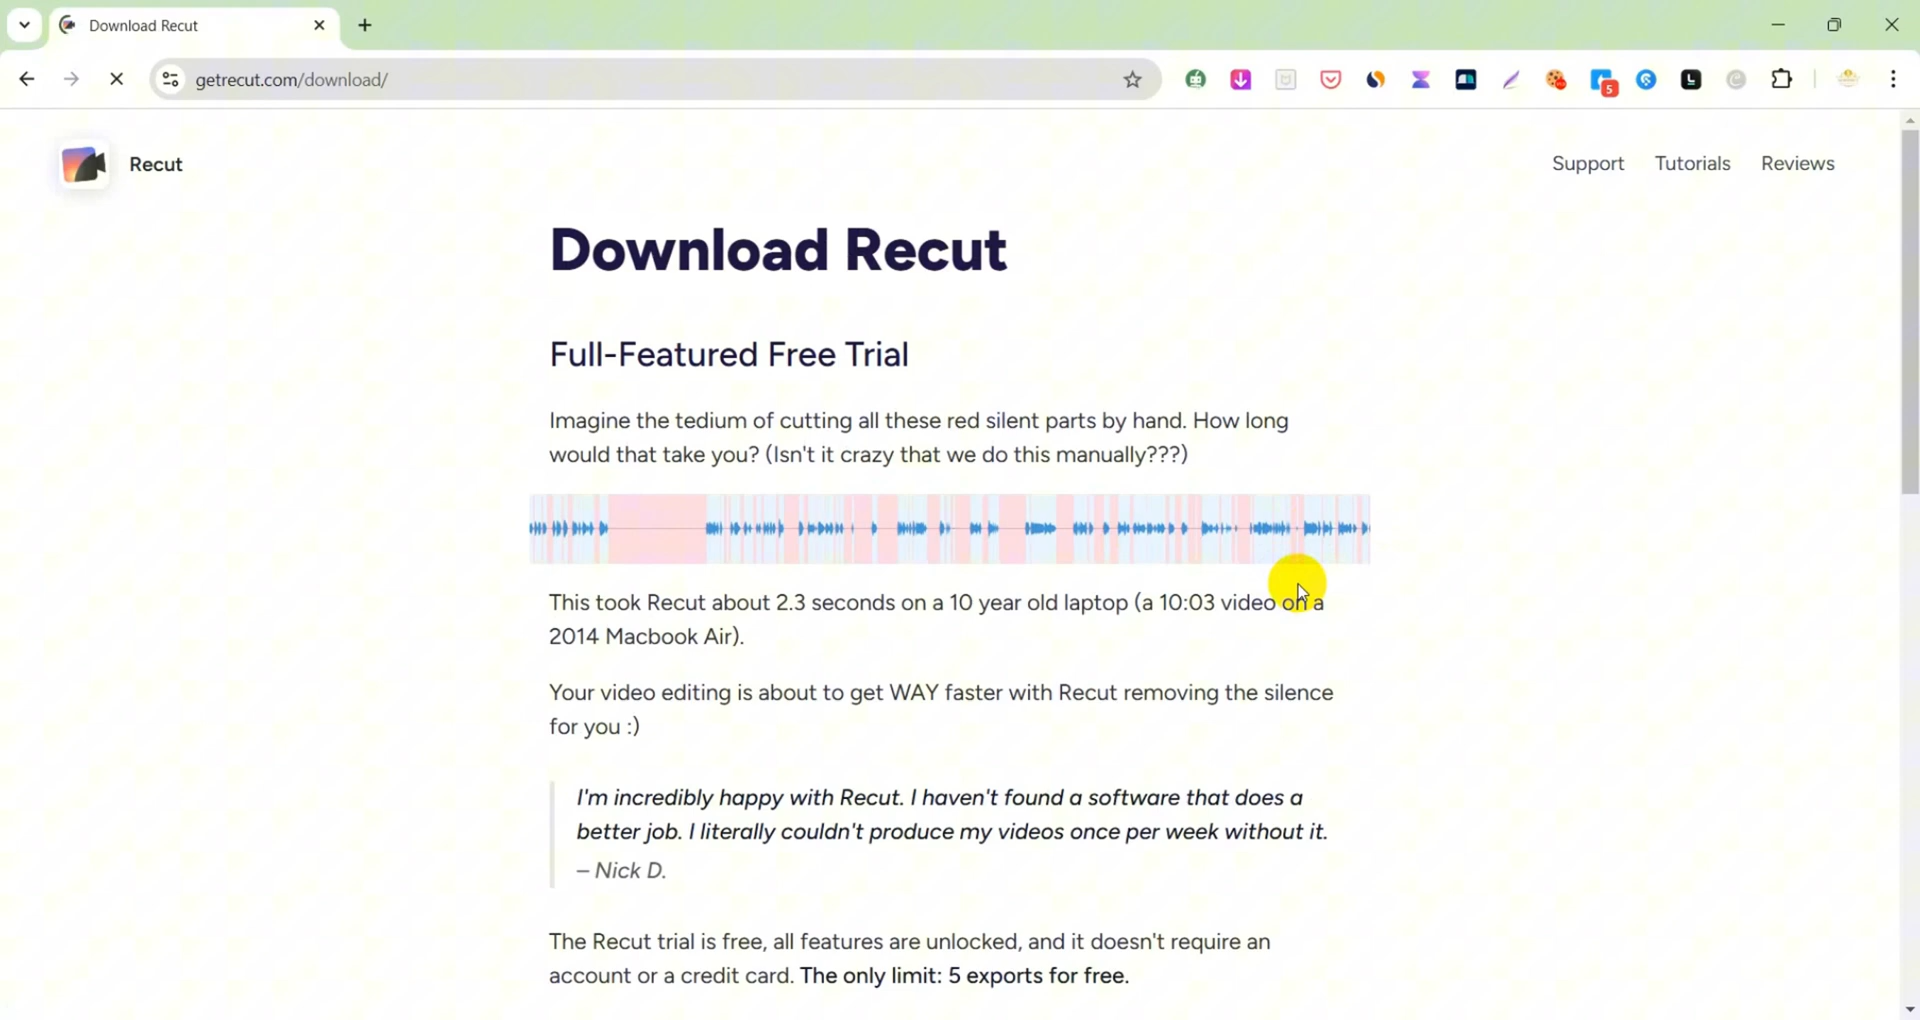 Download Recut
getrecut.com/download/
5
L
Recut
Support
Tutorials
Reviews
Download Recut
Full-Featured Free Trial
Imagine the tedium of cutting all these red silent parts by hand. How long
would that take you? (Isn't it crazy that we do this manually???)
This took Recut about 2.3 seconds on a 10 year old laptop (a 10:03 video on a
2014 Macbook Air).
Your video editing is about to get WAY faster with Recut removing the silence
for you :)
I'm incredibly happy with Recut. I haven't found a software that does a
better job. I literally couldn't produce my videos once per week without it.
– Nick D.
The Recut trial is free, all features are unlocked, and it doesn't require an
account or a credit card. The only limit: 5 exports for free.